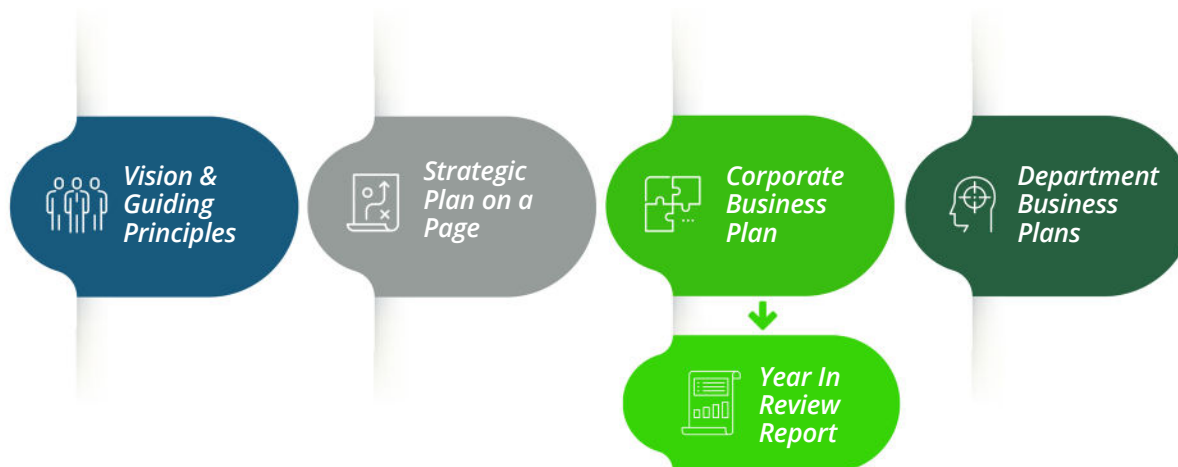 Vision &
Guiding
Principles
Strategic
Plan on a
Page
Corporate
Business
Plan
Department
Business
Plans
Year In
Review
Report